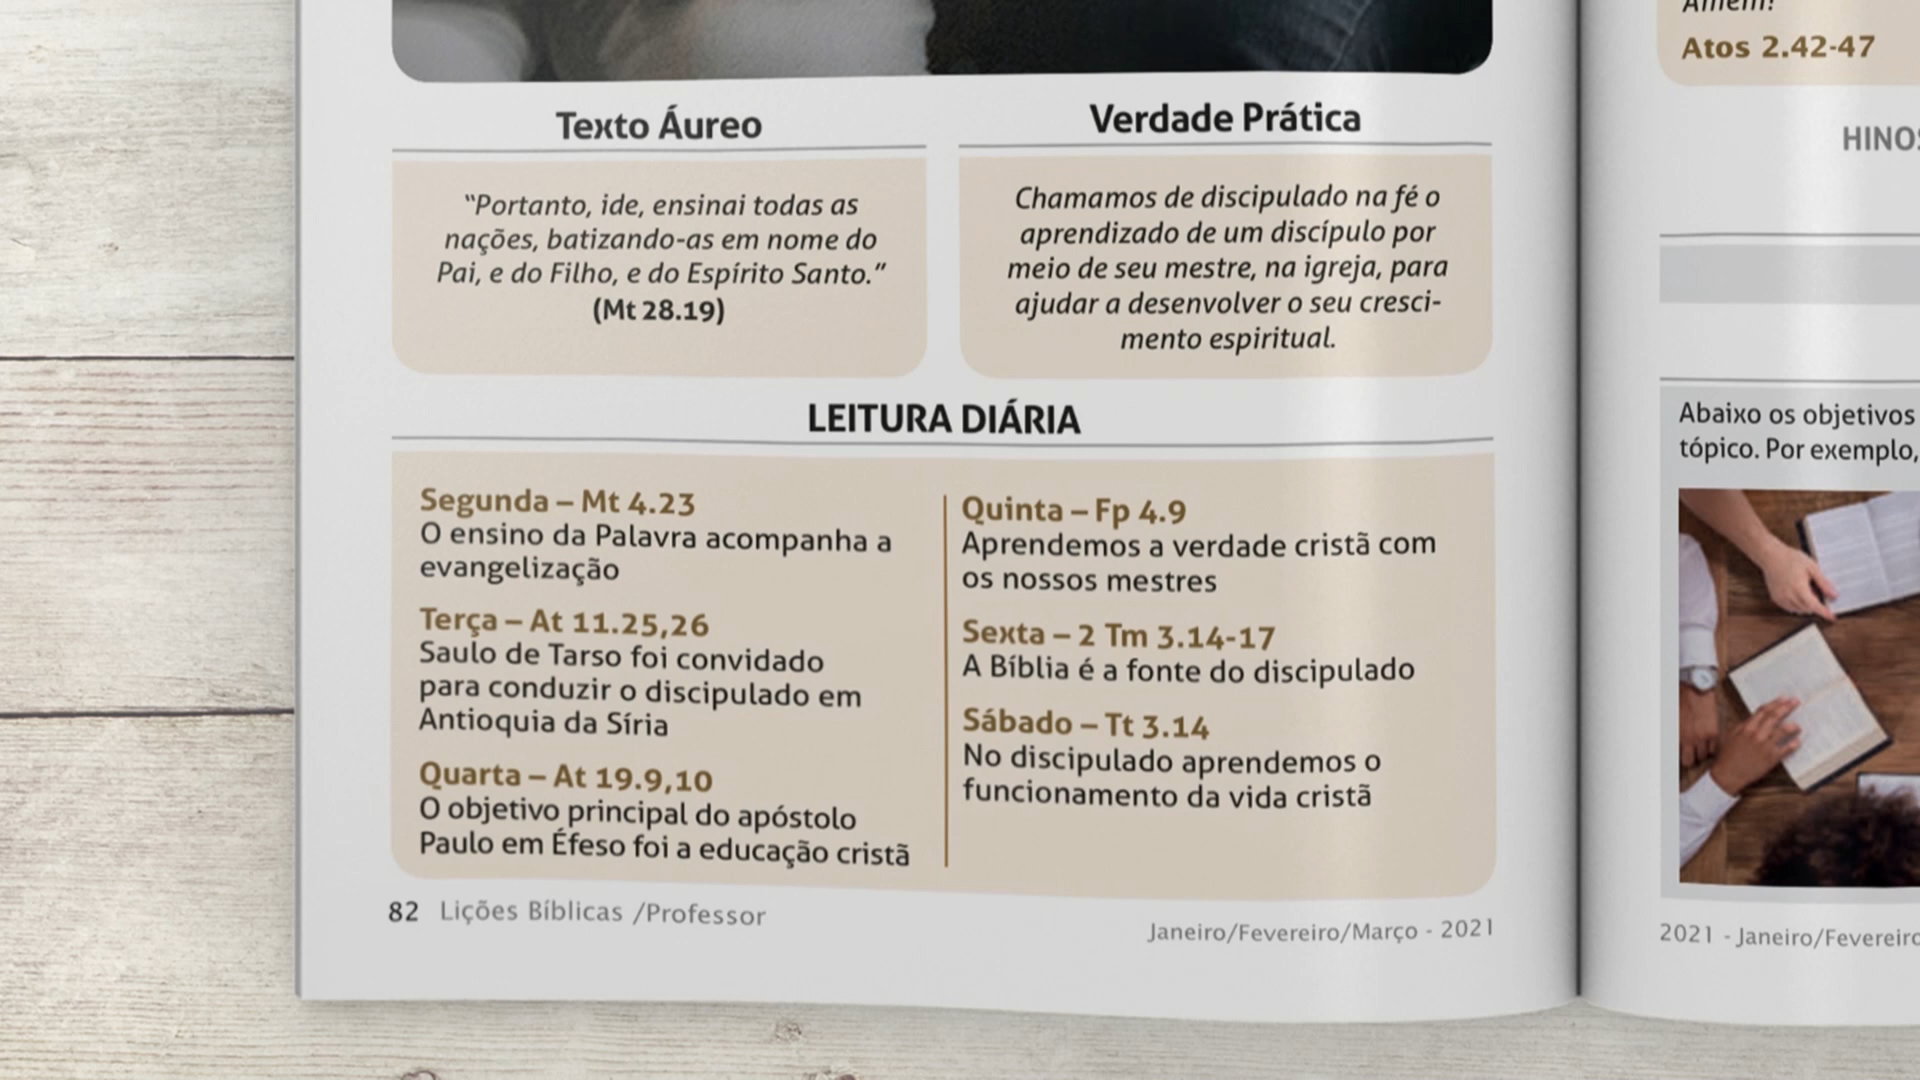 Texto Áureo
“Portanto, ide, ensinai todas as
nações, batizando-as em nome do
Pai, e do Filho, e do Espírito Santo.”
(Mt 28.19)
Verdade Prática
Chamamos de discipulado na fé o
aprendizado de um discípulo por
meio de seu mestre, na igreja, para
ajudar a desenvolver o seu cresci-
mento espiritual.
LEITURA DIÁRIA
Segunda – Mt 4.23
O ensino da Palavra acompanha a
evangelização
Terça – At 11.25,26
Saulo de Tarso foi convidado
para conduzir o discipulado em
Antioquia da Síria
Quarta – At 19.9,10
O objetivo principal do apóstolo
Paulo em Éfeso foi a educação cristã
Quinta – Fp 4.9
Aprendemos a verdade cristã com
os nossos mestres
Sexta – 2 Tm 3.14-17
A Bíblia é a fonte do discipulado
Sábado – Tt 3.14
No discipulado aprendemos o
funcionamento da vida cristã
82 Lições Bíblicas /Professor
Janeiro/Fevereiro/Março - 2021
Atos 2.42-47
Abaixo os objetivos
tópico. Por exemplo,
2021 - Janeiro/Fevereiro